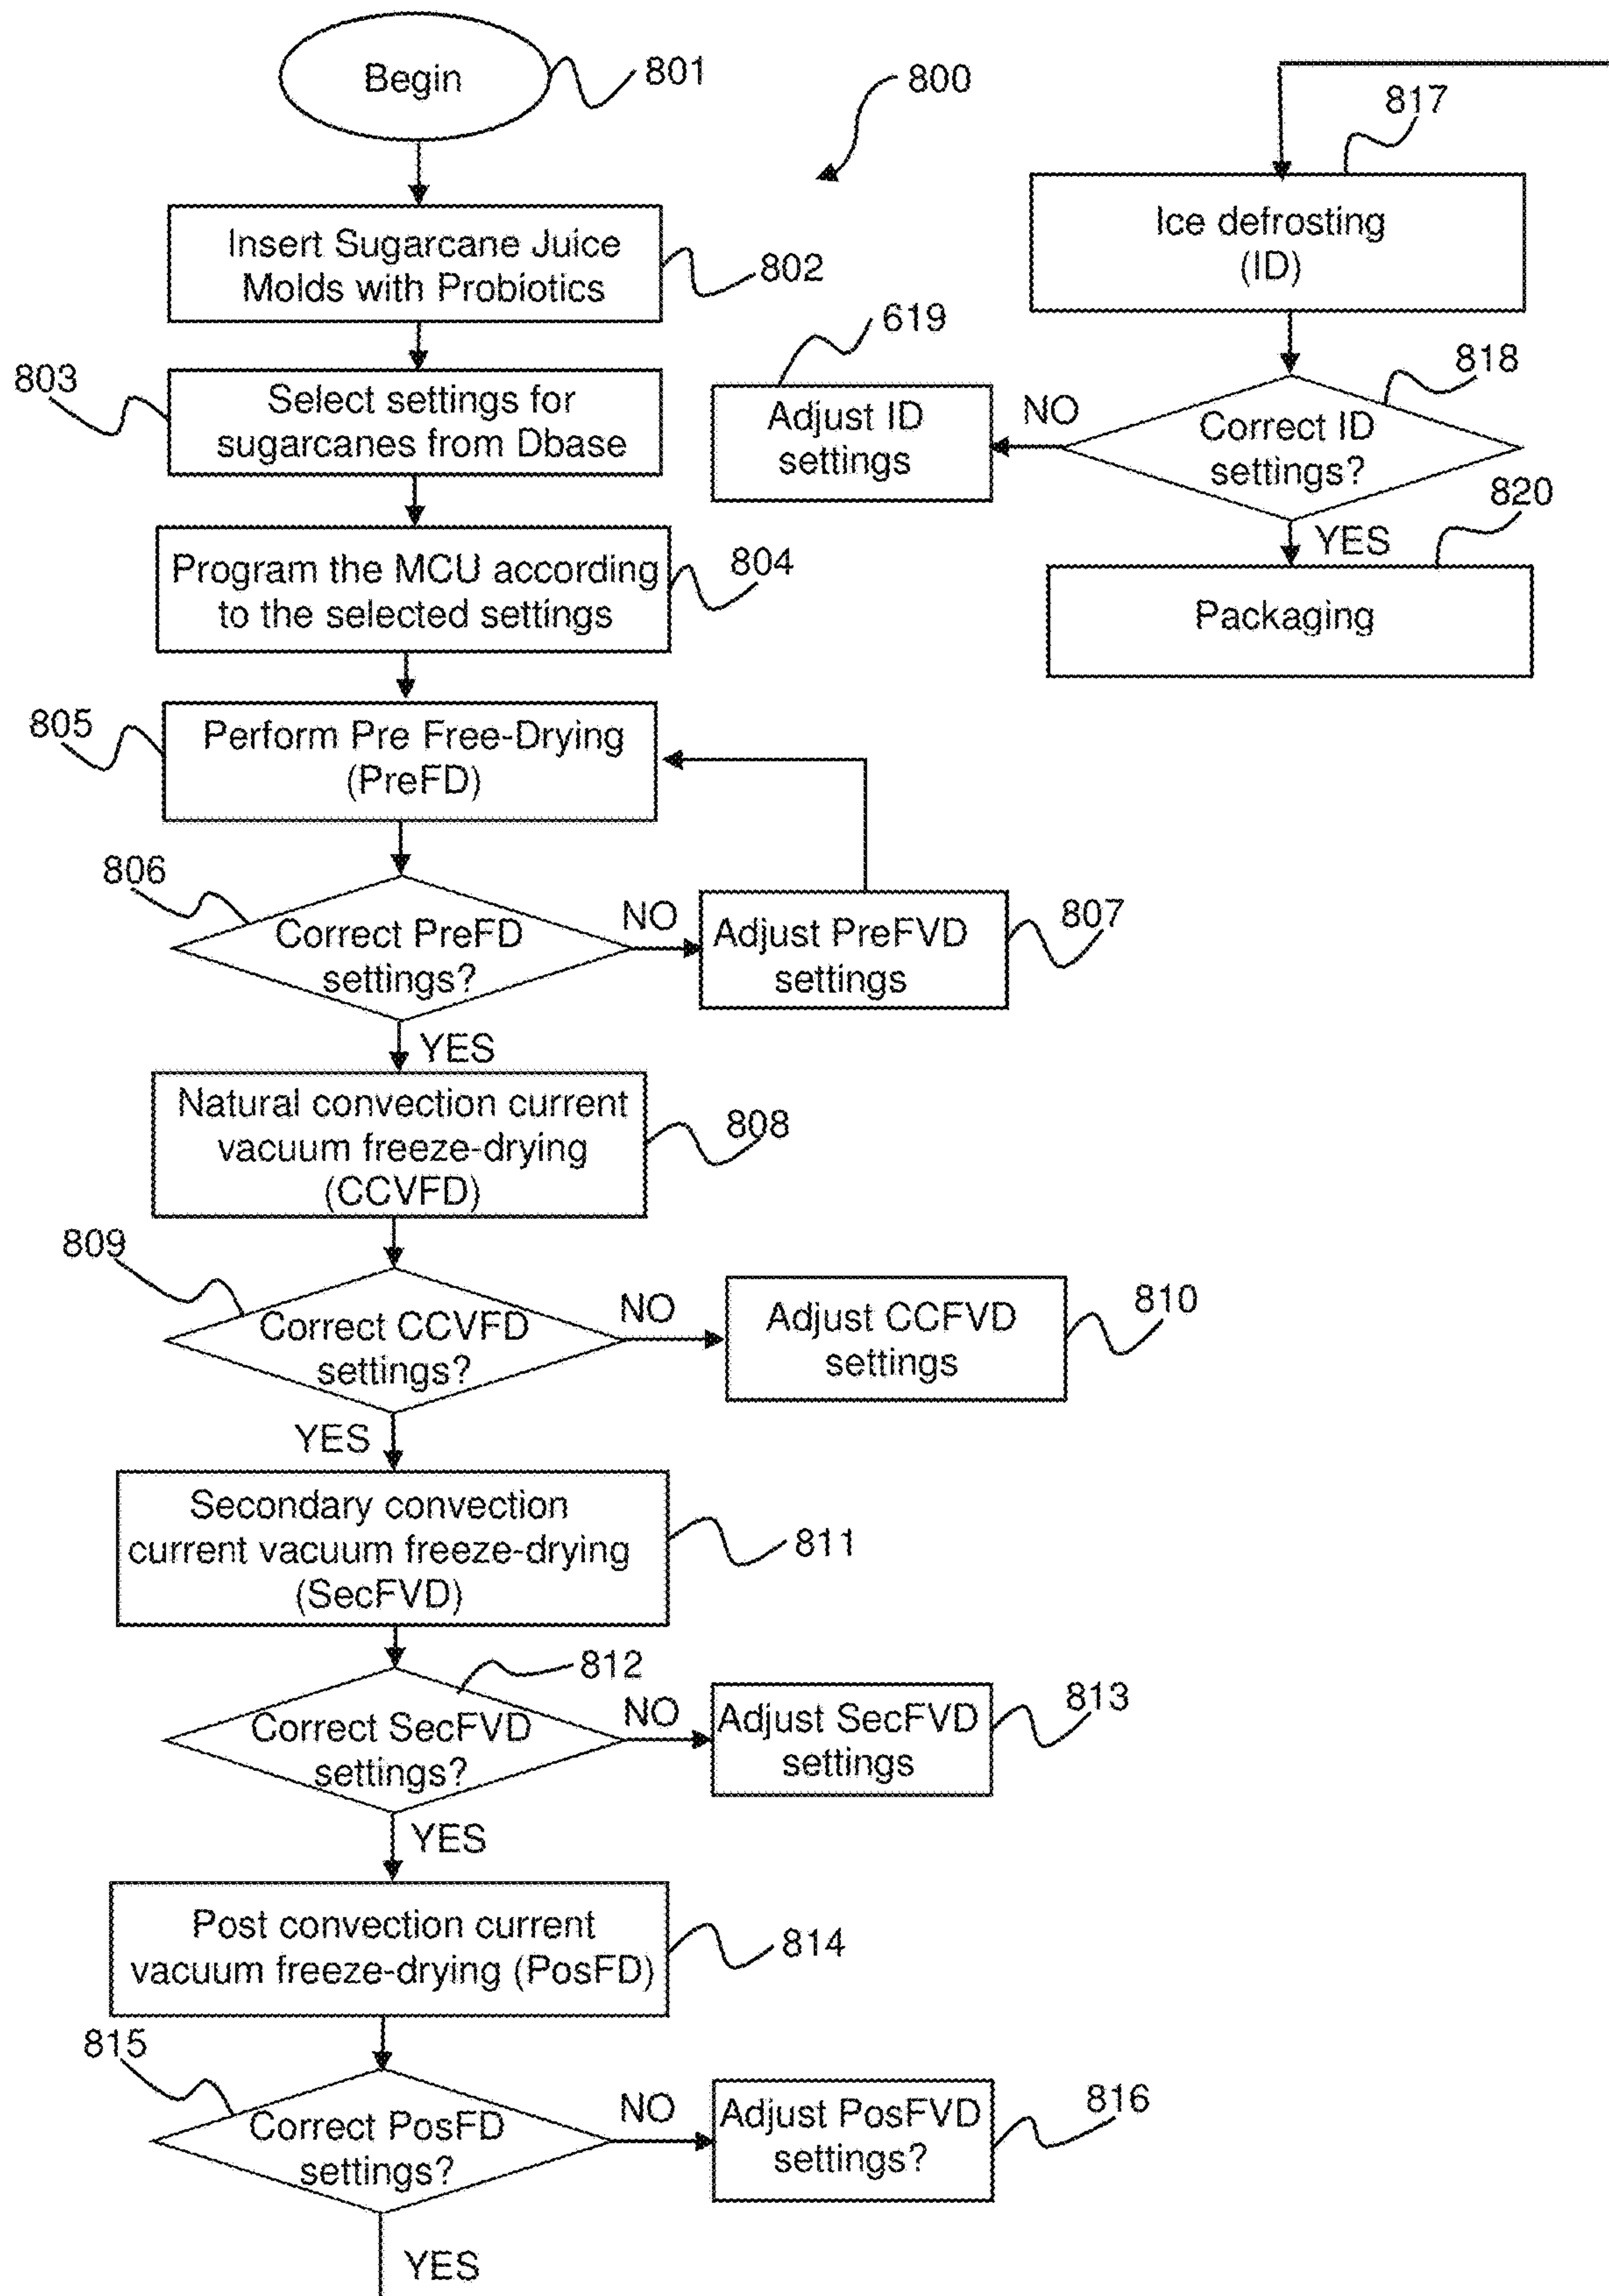 Begin
801
800
Insert Sugarcane Juice
Molds with Probiotics
802
803
Select settings for
sugarcanes from Dbase
Program the MCU according
to the selected settings
804
805
Perform Pre Free-Drying
(PreFD)
806
Correct PreFD
settings?
NO
Adjust PreFVD
settings
807
YES
Natural convection current
vacuum freeze-drying
(CCVFD)
808
809
Correct CCVFD
settings?
NO
Adjust CCFVD
settings
810
YES
Secondary convection
current vacuum freeze-drying
(SecFVD)
811
812
Correct SecFVD
settings?
NO
Adjust SecFVD
settings
813
YES
Post convection current
vacuum freeze-drying (PosFD)
814
815
Correct PosFD
settings?
NO
Adjust PosFVD
settings?
816
YES
817
Ice defrosting
(ID)
818
Correct ID
settings?
NO
619
Adjust ID
settings
YES
820
Packaging